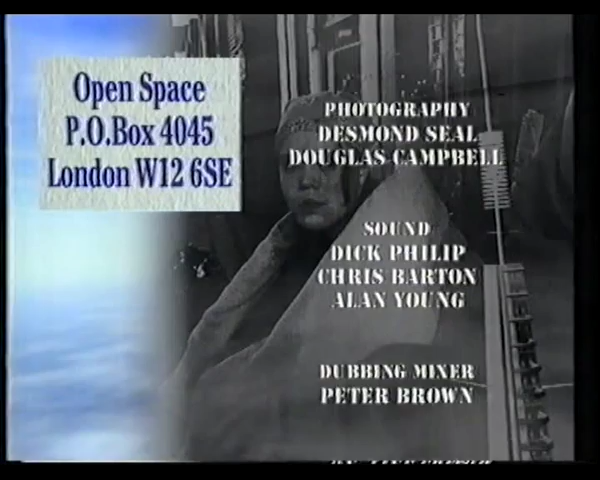 Open Space
P.O.Box 4045
London W12 6SE
PHOTOGRAPHY
DESMOND SEAL
DOUGLAS CAMPBELL
SOUND
DICK PHILIP
CHRIS BARTON
ALAN YOUNG
DUBBING MIXER
PETER BROWN